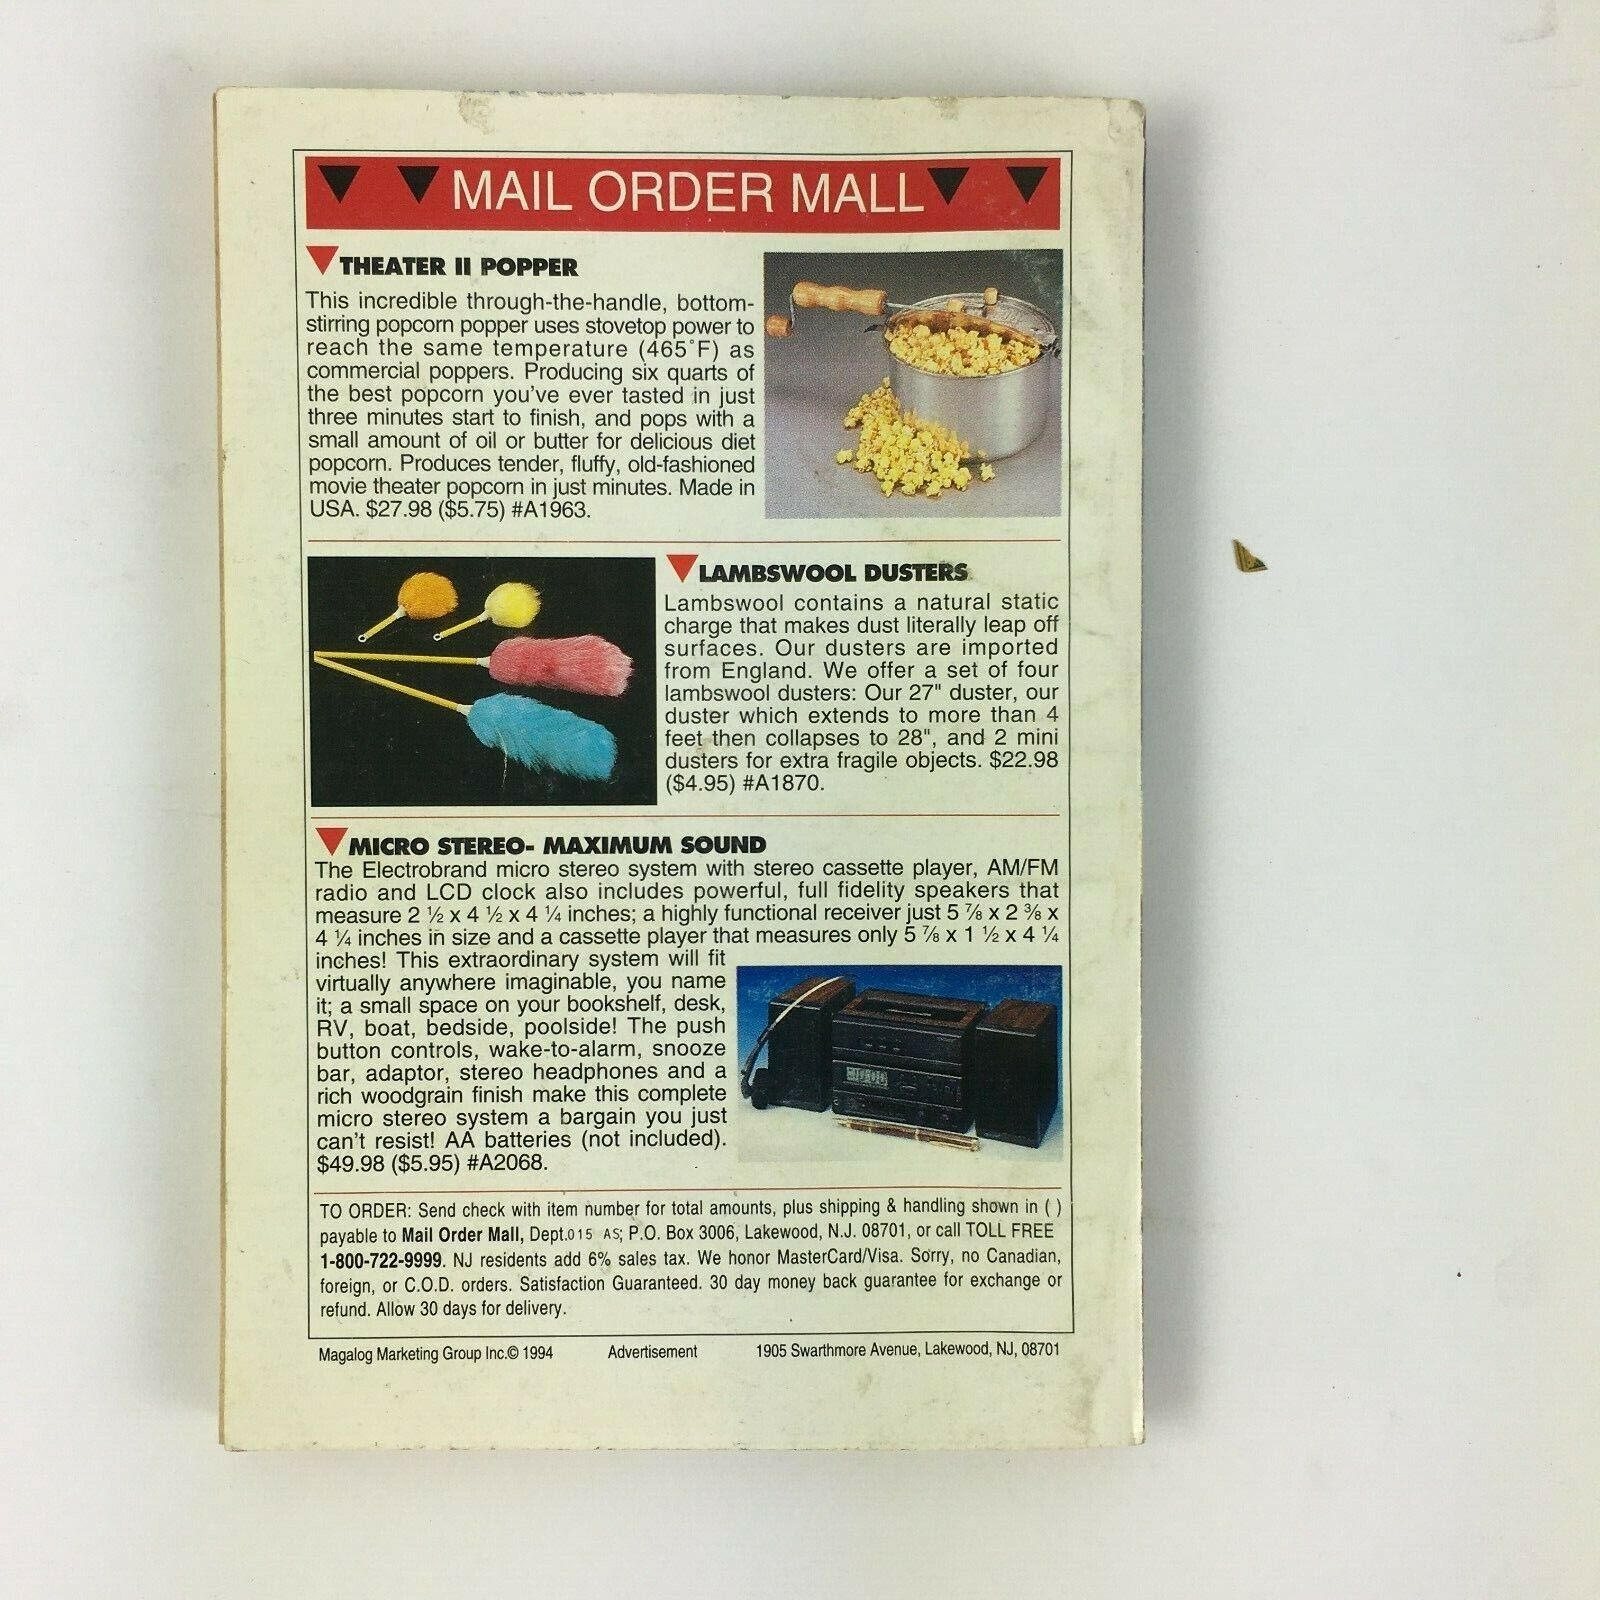 MAIL ORDER MALL
THEATER II POPPER
This incredible through-the-handle, bottom-
stirring popcorn popper uses stovetop power to
reach the same temperature (465°F) as
commercial poppers. Producing six quarts of
the best popcorn you've ever tasted in just
three minutes start to finish, and pops with a
small amount of oil or butter for delicious diet
popcorn. Produces tender, fluffy, old-fashioned
movie theater popcorn in just minutes. Made in
USA. $27.98 ($5.75) #A1963.
LAMBSWOOL DUSTERS
Lambswool contains a natural static
charge that makes dust literally leap off
surfaces. Our dusters are imported
from England. We offer a set of four
lambswool dusters: Our 27" duster, our
duster which extends to more than 4
feet then collapses to 28", and 2 mini
dusters for extra fragile objects. $22.98
($4.95) #A1870.
MICRO STEREO- MAXIMUM SOUND
The Electrobrand micro stereo system with stereo cassette player, AM/FM
radio and LCD clock also includes powerful, full fidelity speakers that
measure 2 ½ x 4 ½ x 4 ¼ inches; a highly functional receiver just 5 ⅞ x 2 ⅜ x
4 ¼ inches in size and a cassette player that measures only 5 ⅞ x 1 ½ x 4 ¼
inches! This extraordinary system will fit
virtually anywhere imaginable, you name
it; a small space on your bookshelf, desk,
RV, boat, bedside, poolside! The push
button controls, wake-to-alarm, snooze
bar, adaptor, stereo headphones and a
rich woodgrain finish make this complete
micro stereo system a bargain you just
can't resist! AA batteries (not included).
$49.98 ($5.95) #A2068.
TO ORDER: Send check with item number for total amounts, plus shipping & handling shown in ( )
payable to Mail Order Mall, Dept.015 AS; P.O. Box 3006, Lakewood, N.J. 08701, or call TOLL FREE
1-800-722-9999. NJ residents add 6% sales tax. We honor MasterCard/Visa. Sorry, no Canadian,
foreign, or C.O.D. orders. Satisfaction Guaranteed. 30 day money back guarantee for exchange or
refund. Allow 30 days for delivery.
Magalog Marketing Group Inc.© 1994 Advertisement 1905 Swarthmore Avenue, Lakewood, NJ, 08701